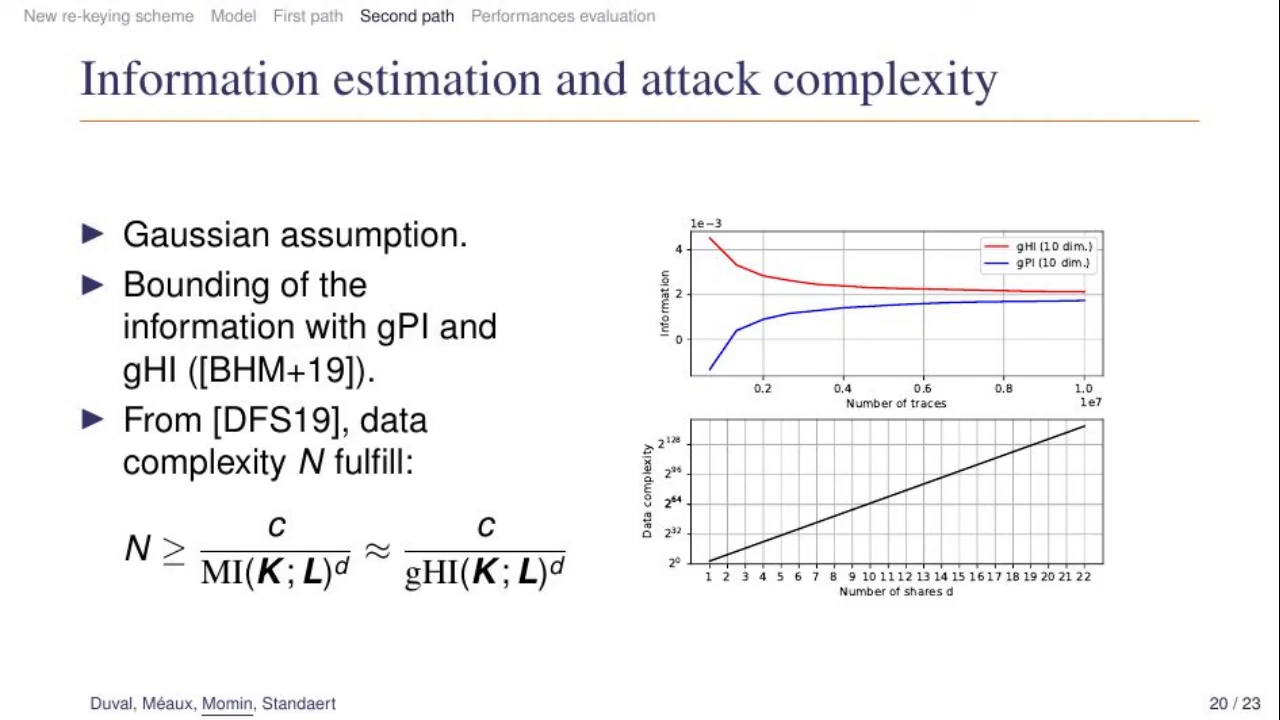 New re-keying scheme Model First path Second path Performances evaluation
Information estimation and attack complexity
▶ Gaussian assumption.
▶ Bounding of the
information with gPI and
gHI ([BHM+19]).
▶ From [DFS19], data
complexity N fulfill:
N ≥ c / MI(K; L)^d ≈ c / gHI(K; L)^d
1e−3
gHI (10 dim.)
gPI (10 dim.)
Information
4
2
0
0.2 0.4 0.6 0.8 1.0
Number of traces
1e7
Data complexity
2^128
2^96
2^64
2^32
2^0
1 2 3 4 5 6 7 8 9 10 11 12 13 14 15 16 17 18 19 20 21 22
Number of shares d
Duval, Méaux, Momin, Standaert
20 / 23